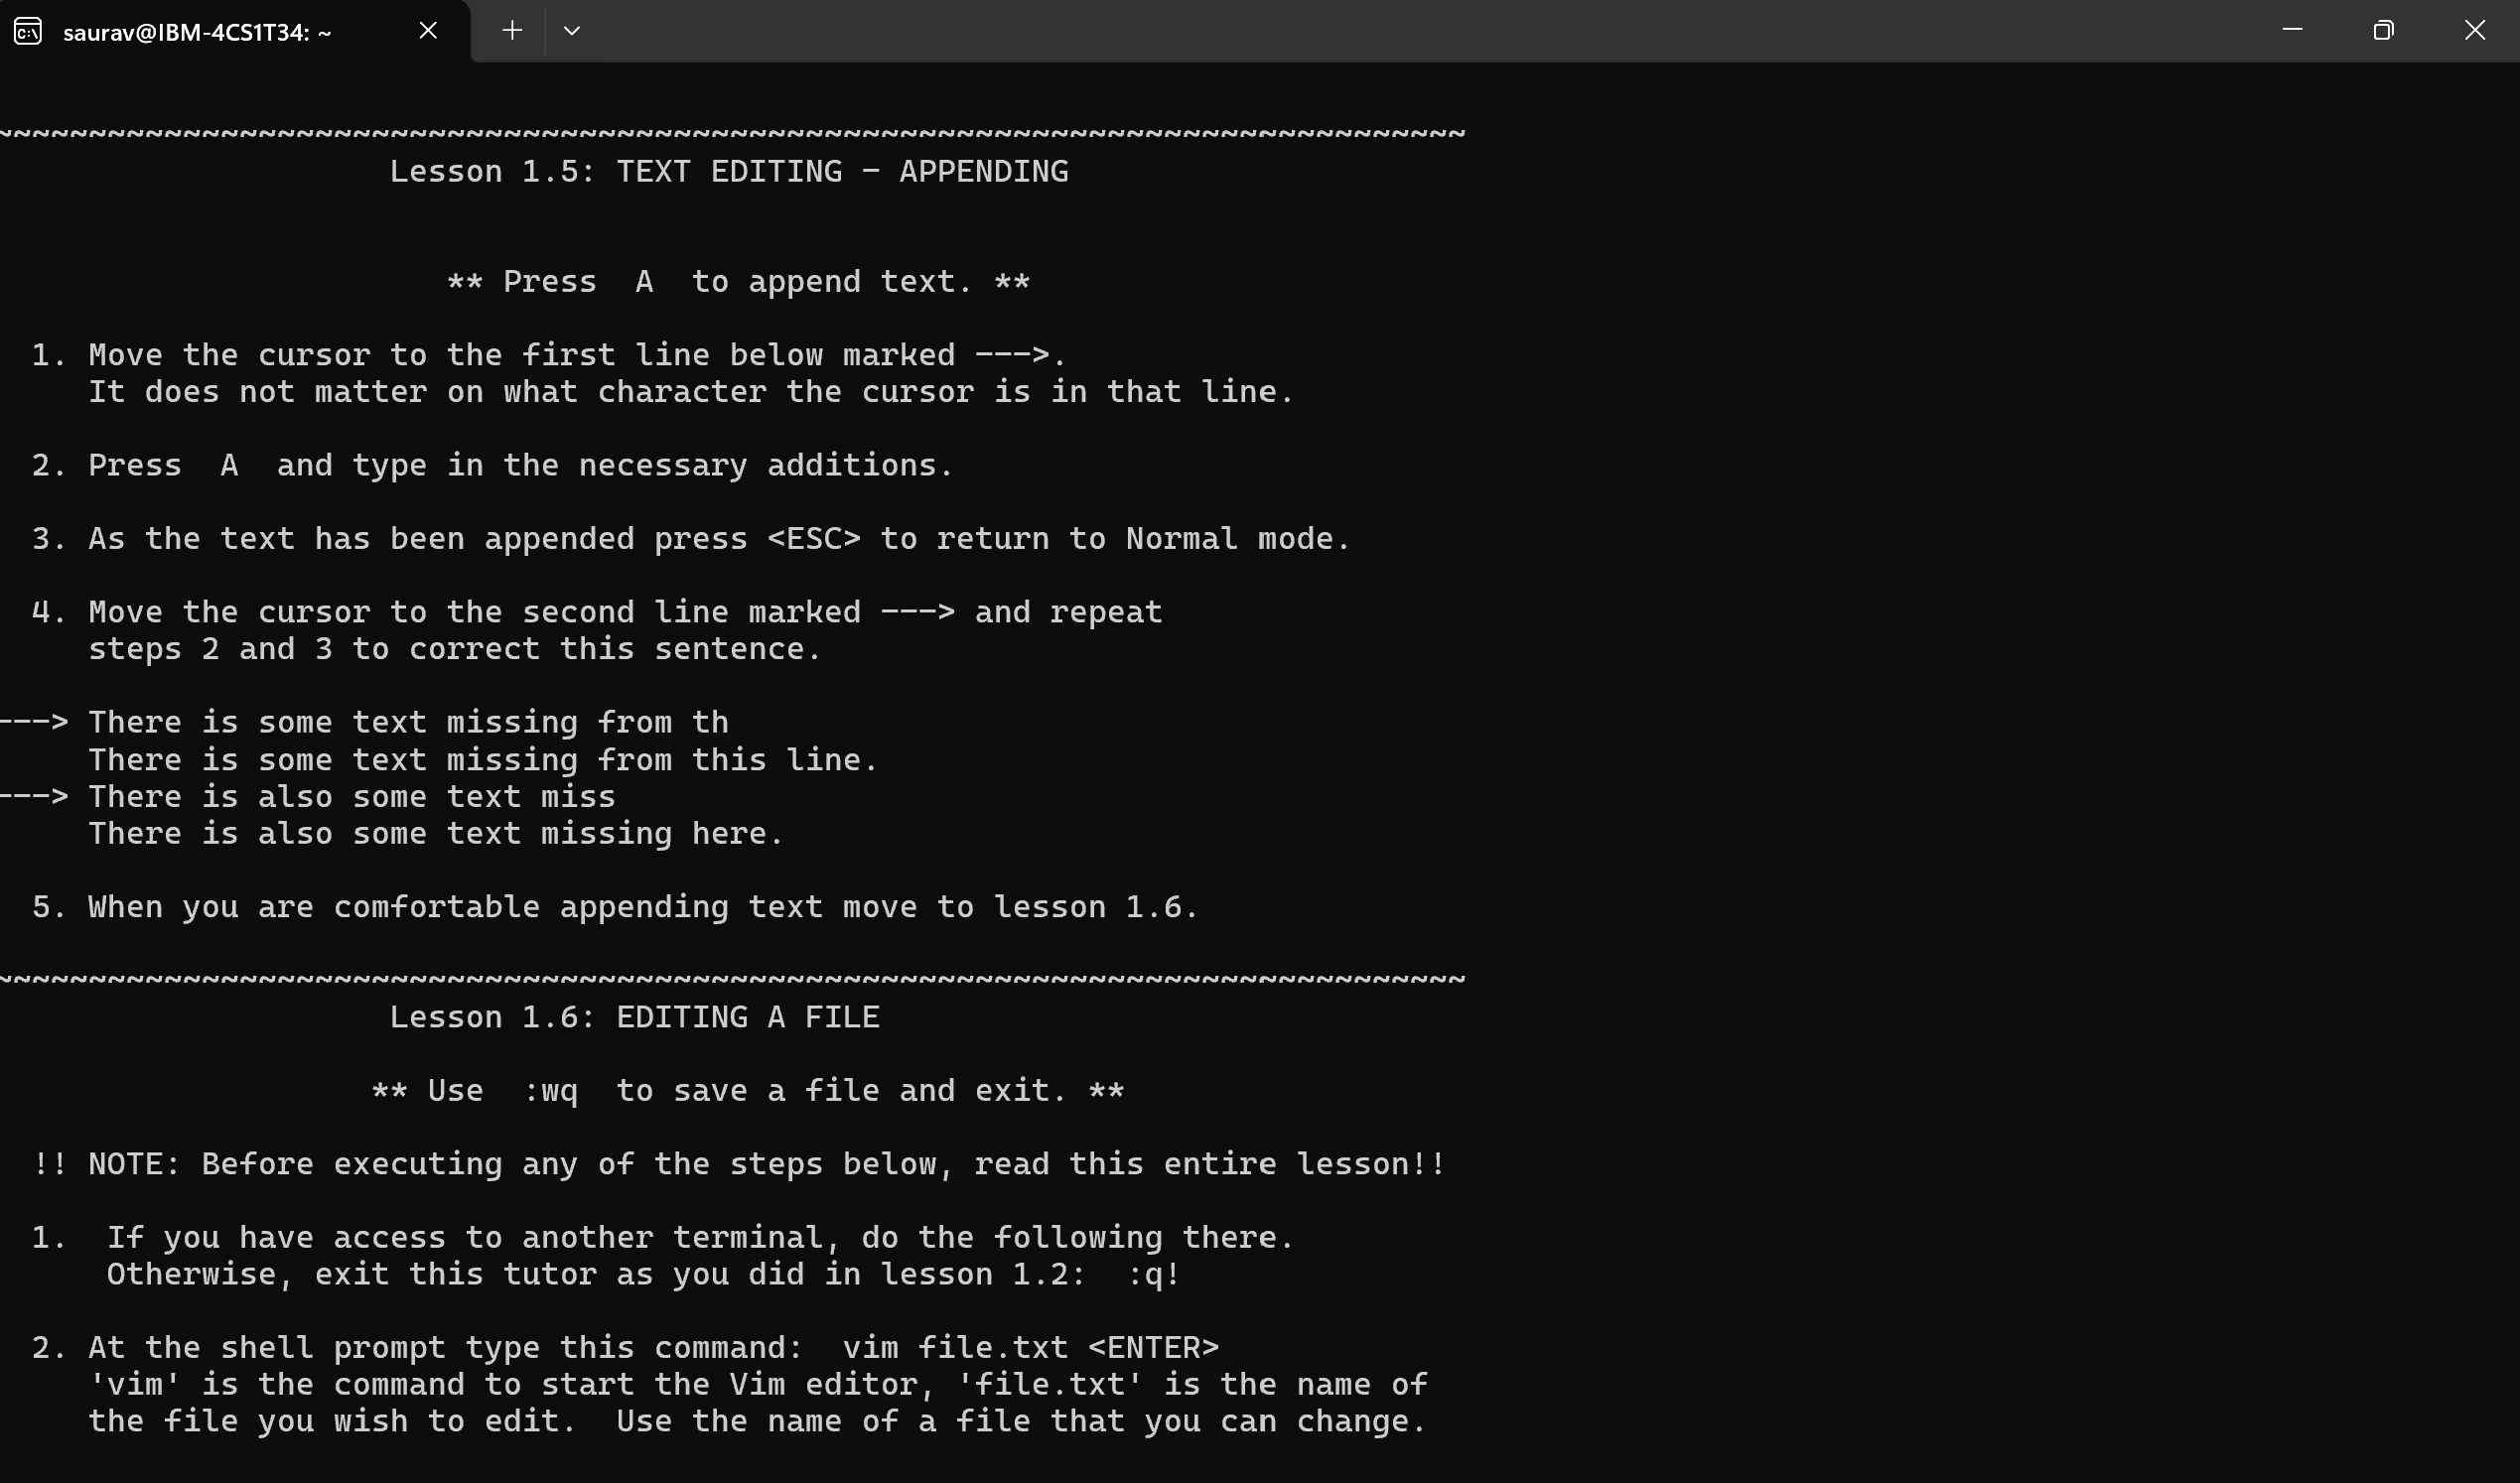 saurav@IBM-4CS1T34: ~
~~~~~~~~~~~~~~~~~~~~~~~~~~~~~~~~~~~~~~~~~~~~~~~~~~~~~~~~~~~~~~~~~~~~~~~~~~~~~~
Lesson 1.5: TEXT EDITING - APPENDING
** Press  A  to append text. **
1. Move the cursor to the first line below marked --->.
It does not matter on what character the cursor is in that line.
2. Press  A  and type in the necessary additions.
3. As the text has been appended press <ESC> to return to Normal mode.
4. Move the cursor to the second line marked ---> and repeat
steps 2 and 3 to correct this sentence.
---> There is some text missing from th
There is some text missing from this line.
---> There is also some text miss
There is also some text missing here.
5. When you are comfortable appending text move to lesson 1.6.
~~~~~~~~~~~~~~~~~~~~~~~~~~~~~~~~~~~~~~~~~~~~~~~~~~~~~~~~~~~~~~~~~~~~~~~~~~~~~~
Lesson 1.6: EDITING A FILE
** Use  :wq  to save a file and exit. **
!! NOTE: Before executing any of the steps below, read this entire lesson!!
1.  If you have access to another terminal, do the following there.
Otherwise, exit this tutor as you did in lesson 1.2:  :q!
2. At the shell prompt type this command:  vim file.txt <ENTER>
'vim' is the command to start the Vim editor, 'file.txt' is the name of
the file you wish to edit.  Use the name of a file that you can change.